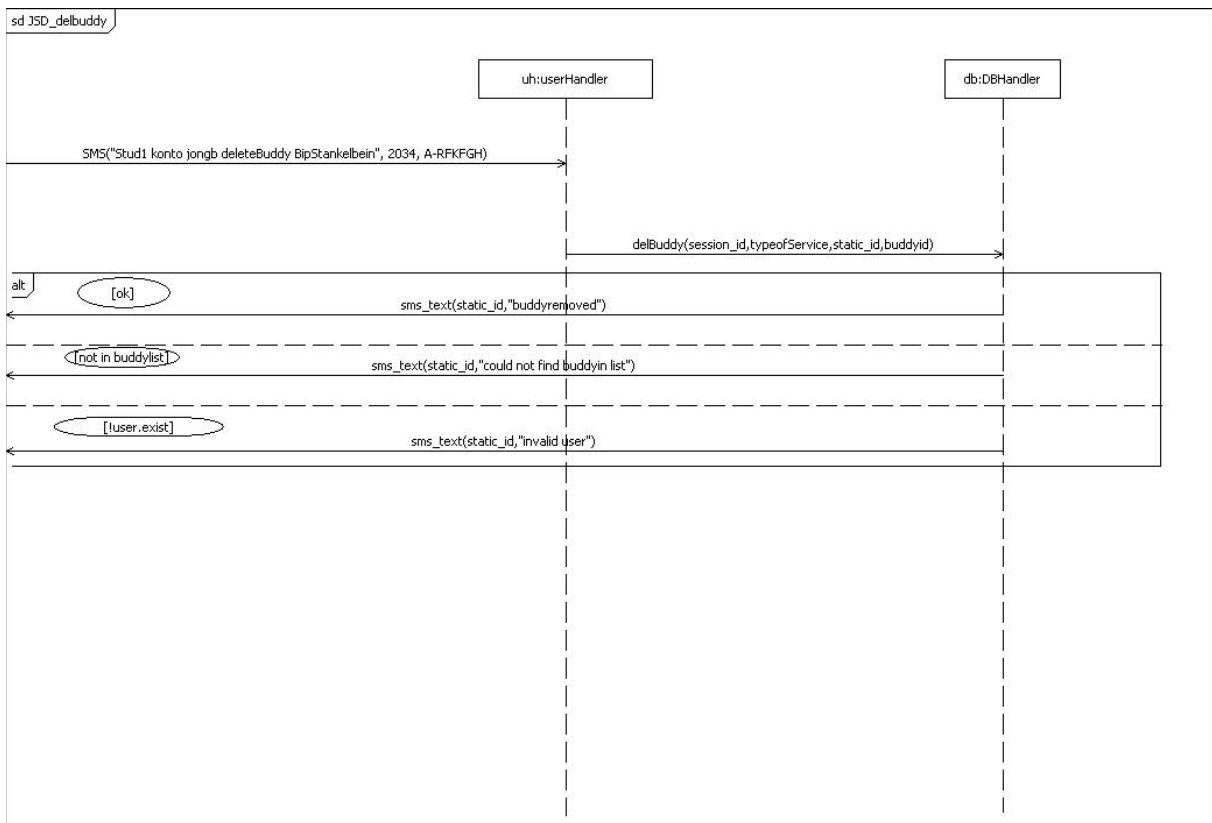 sd JSD_delbuddy
uh:userHandler
db:DBHandler
SMS("Stud1 konto jongb deleteBuddy BipStankelbein", 2034, A-RFKFGH)
delBuddy(session_id,typeofService,static_id,buddyid)
alt
[ok]
sms_text(static_id,"buddyremoved")
[not in buddylist]
sms_text(static_id,"could not find buddyin list")
[!user.exist]
sms_text(static_id,"invalid user")